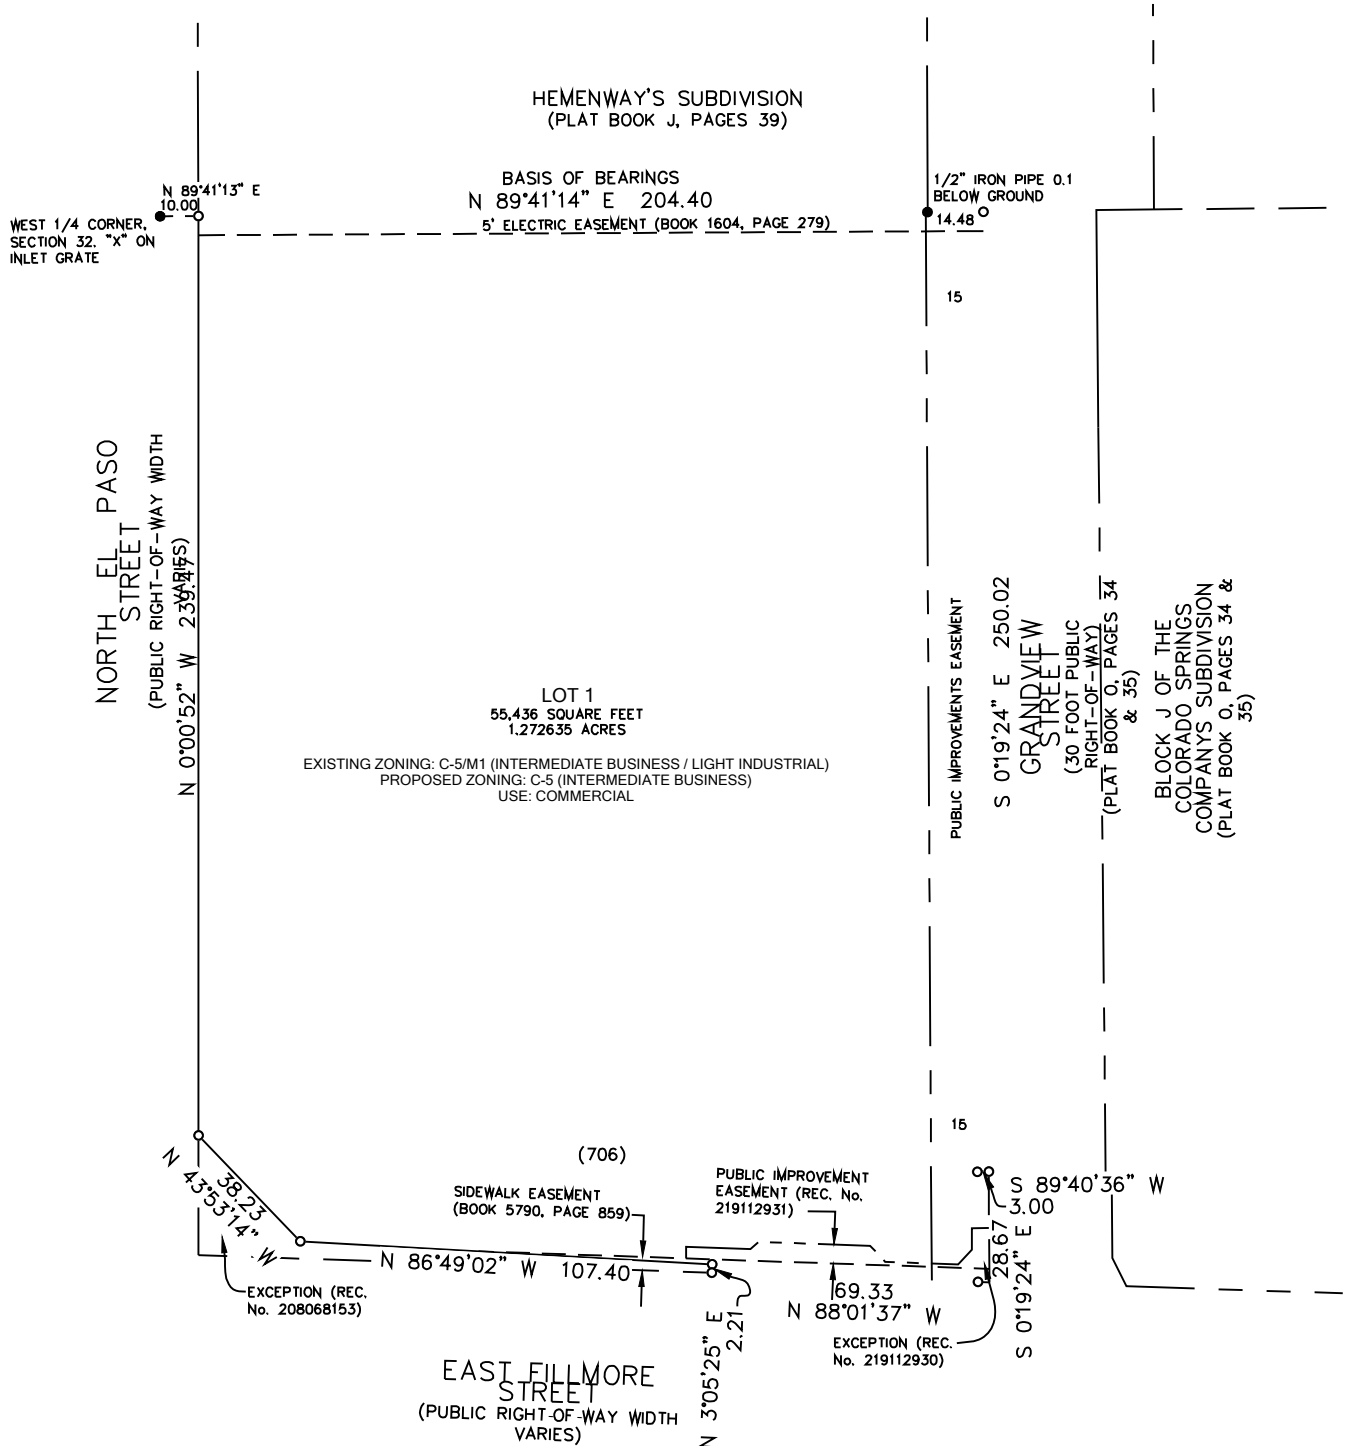 HEMENWAY'S SUBDIVISION
(PLAT BOOK J, PAGES 39)
BASIS OF BEARINGS
N 89°41'14" E 204.40
5' ELECTRIC EASEMENT (BOOK 1604, PAGE 279)
N 89°41'13" E
10.00
WEST 1/4 CORNER,
SECTION 32. "X" ON
INLET GRATE
1/2" IRON PIPE 0.1
BELOW GROUND
14.48
15
NORTH EL PASO
STREET
(PUBLIC RIGHT-OF-WAY WIDTH
VARIES)
N 0°00'52" W 239.47
LOT 1
55,436 SQUARE FEET
1.272635 ACRES
EXISTING ZONING: C-5/M1 (INTERMEDIATE BUSINESS / LIGHT INDUSTRIAL)
PROPOSED ZONING: C-5 (INTERMEDIATE BUSINESS)
USE: COMMERCIAL
PUBLIC IMPROVEMENTS EASEMENT
S 0°19'24" E 250.02
GRANDVIEW
STREET
(30 FOOT PUBLIC
RIGHT-OF-WAY)
(PLAT BOOK O, PAGES 34
& 35)
BLOCK J OF THE
COLORADO SPRINGS
COMPANYS SUBDIVISION
(PLAT BOOK O, PAGES 34 &
35)
15
(706)
38.23
N 43°53'14" W
SIDEWALK EASEMENT
(BOOK 5790, PAGE 859)
PUBLIC IMPROVEMENT
EASEMENT (REC. No.
219112931)
S 89°40'36" W
3.00
28.67
S 0°19'24" E
N 86°49'02" W 107.40
EXCEPTION (REC.
No. 208068153)
69.33
N 88°01'37" W
EXCEPTION (REC.
No. 219112930)
N 3°05'25" E
2.21
EAST FILLMORE
STREET
(PUBLIC RIGHT-OF-WAY WIDTH
VARIES)